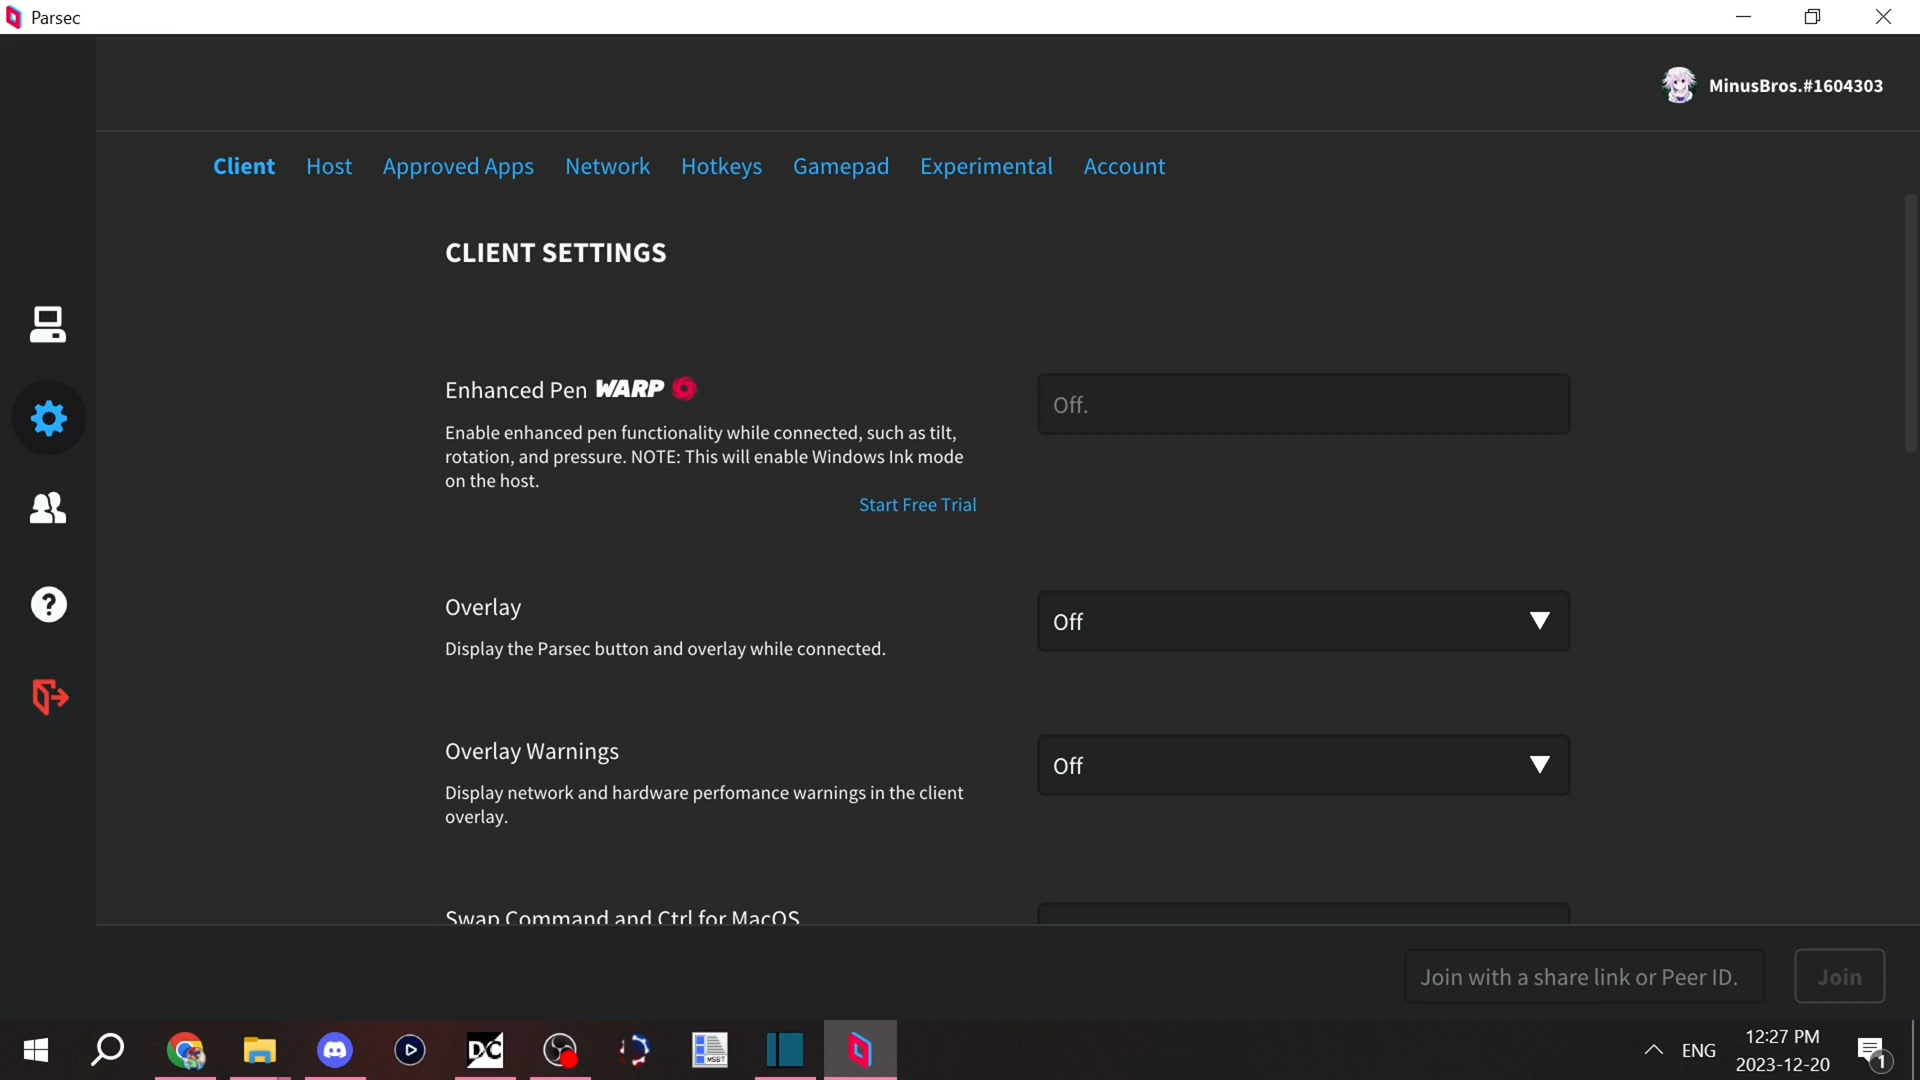 Parsec
MinusBros.#1604303
Client Host Approved Apps Network Hotkeys Gamepad Experimental Account
CLIENT SETTINGS
Enhanced Pen WARP
Off.
Enable enhanced pen functionality while connected, such as tilt,
rotation, and pressure. NOTE: This will enable Windows Ink mode
on the host.
Start Free Trial
Overlay
Off
Display the Parsec button and overlay while connected.
Overlay Warnings
Off
Display network and hardware perfomance warnings in the client
overlay.
Swap Command and Ctrl for MacOS
Join with a share link or Peer ID.
Join
DC
MSBT
ENG
12:27 PM
2023-12-20
1